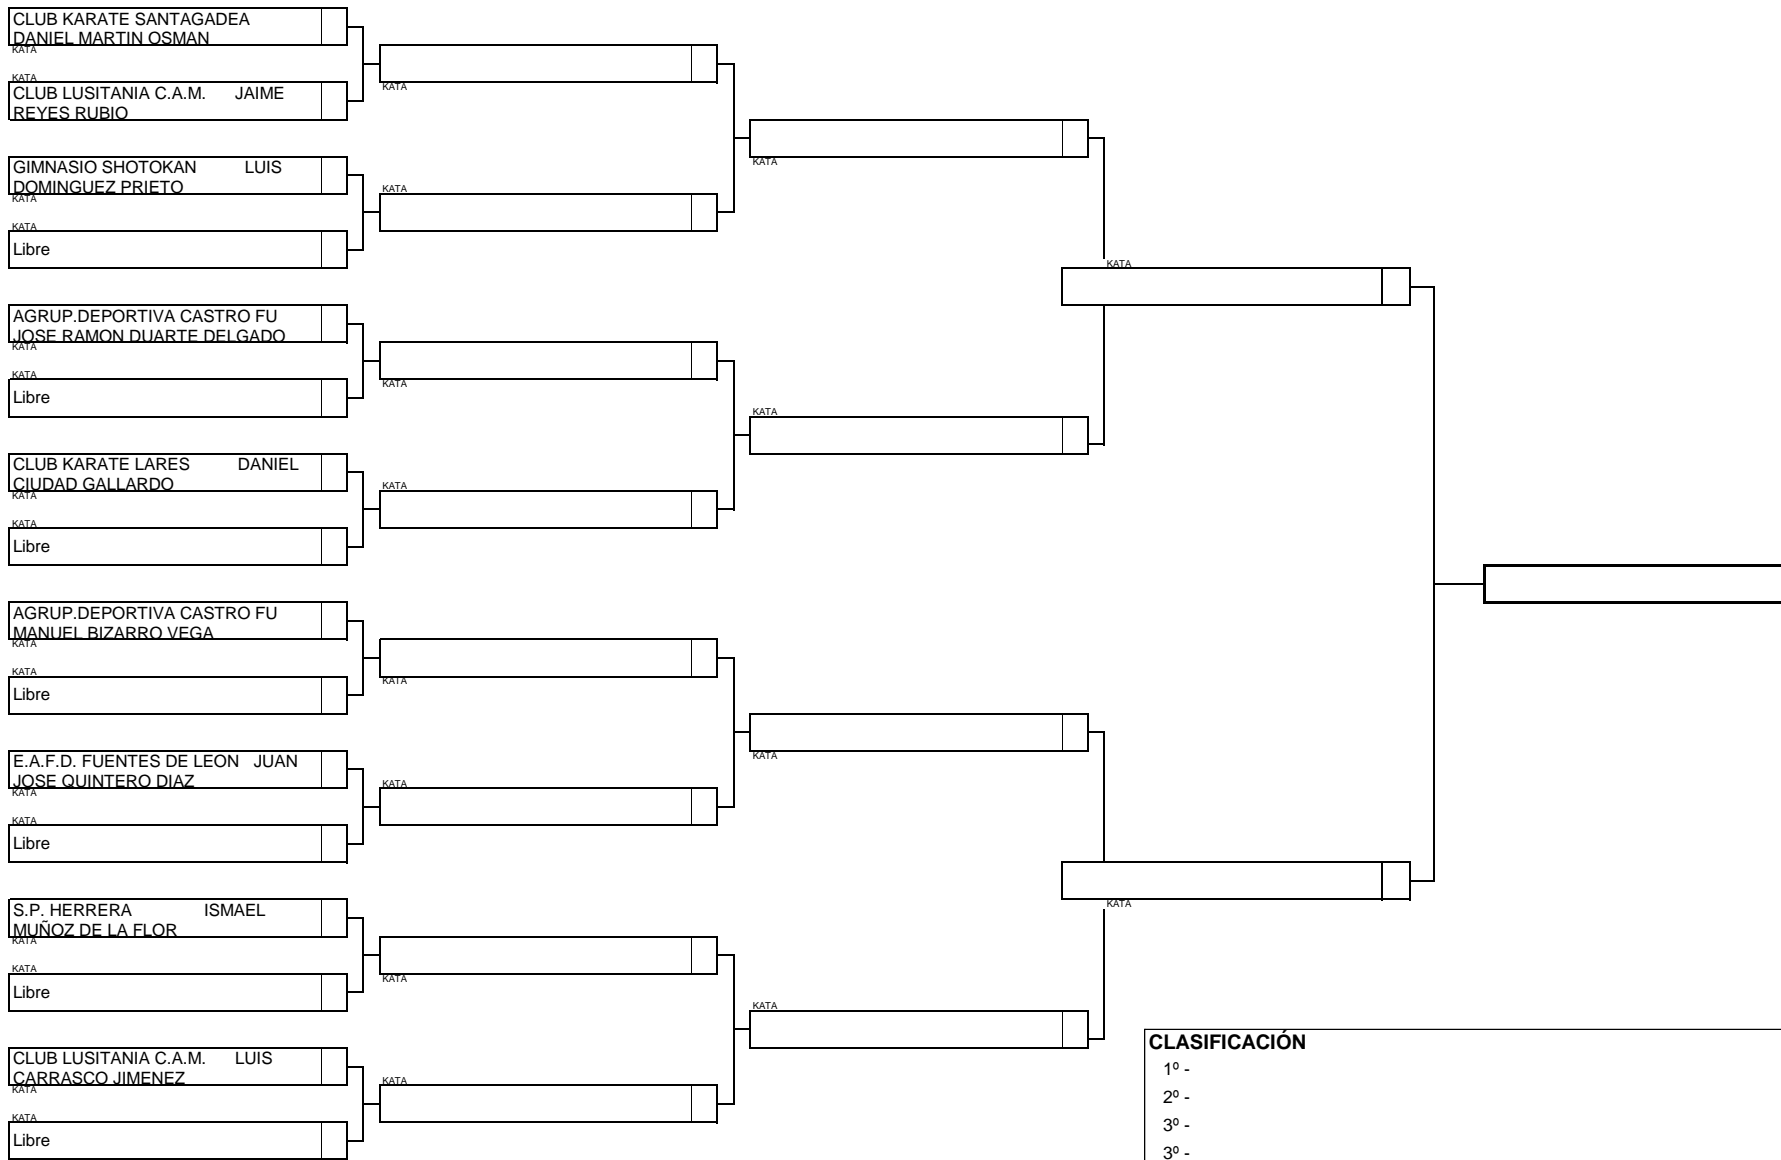 CLUB KARATE SANTAGADEA
DANIEL MARTIN OSMAN
KATA
KATA
CLUB LUSITANIA C.A.M. JAIME
REYES RUBIO
GIMNASIO SHOTOKAN LUIS
DOMINGUEZ PRIETO
KATA
KATA
Libre
AGRUP.DEPORTIVA CASTRO FU
JOSE RAMON DUARTE DELGADO
KATA
KATA
Libre
CLUB KARATE LARES DANIEL
CIUDAD GALLARDO
KATA
KATA
Libre
AGRUP.DEPORTIVA CASTRO FU
MANUEL BIZARRO VEGA
KATA
KATA
Libre
E.A.F.D. FUENTES DE LEON JUAN
JOSE QUINTERO DIAZ
KATA
KATA
Libre
S.P. HERRERA ISMAEL
MUÑOZ DE LA FLOR
KATA
KATA
Libre
CLUB LUSITANIA C.A.M. LUIS
CARRASCO JIMENEZ
KATA
KATA
Libre
KATA
KATA
KATA
KATA
KATA
KATA
KATA
KATA
KATA
KATA
KATA
KATA
KATA
KATA
CLASIFICACIÓN
1º -
2º -
3º -
3º -